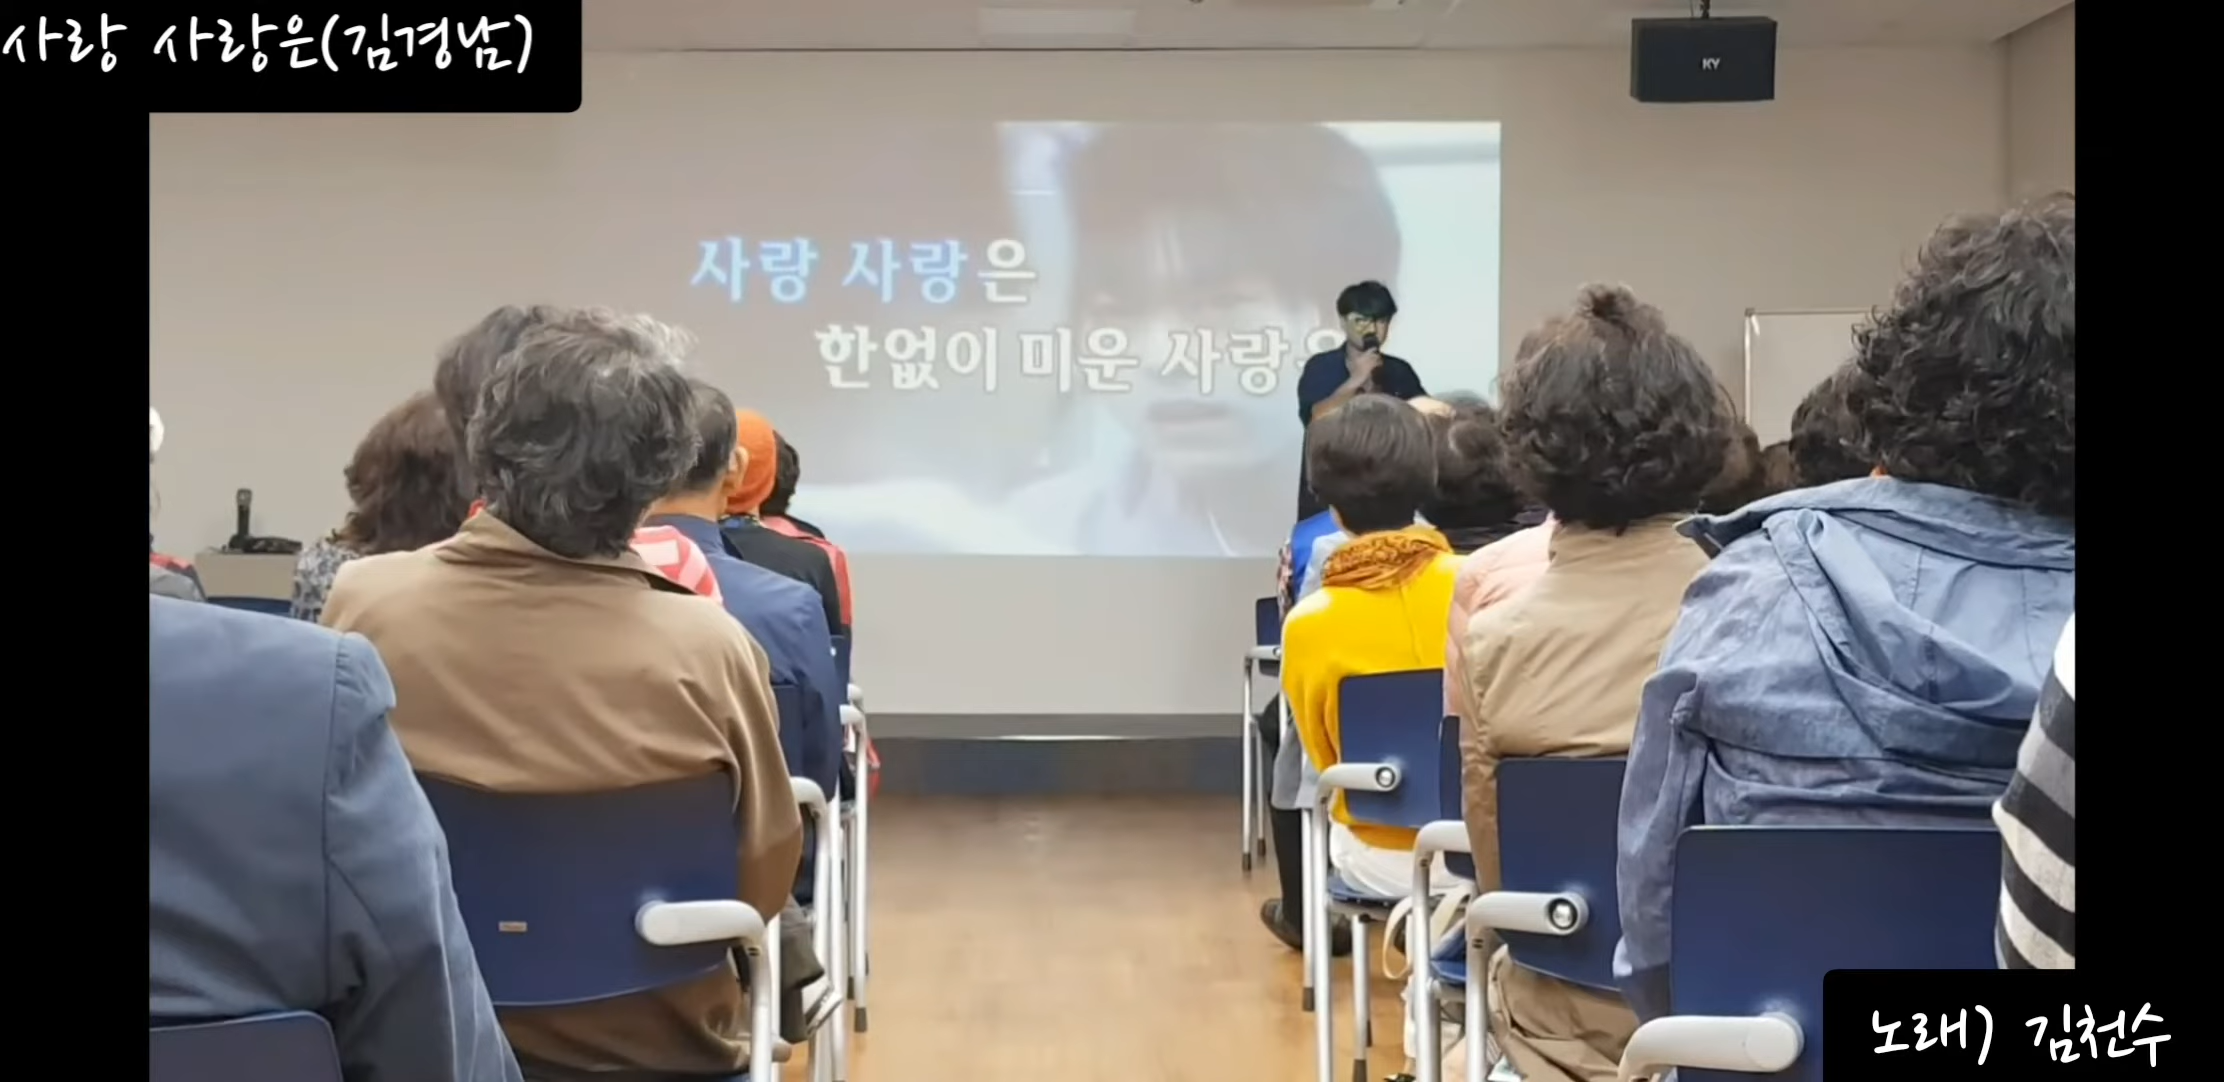 사랑 사랑은(김경남)
KY
사랑 사랑은
한없이 미운 사랑은
노래) 김천수